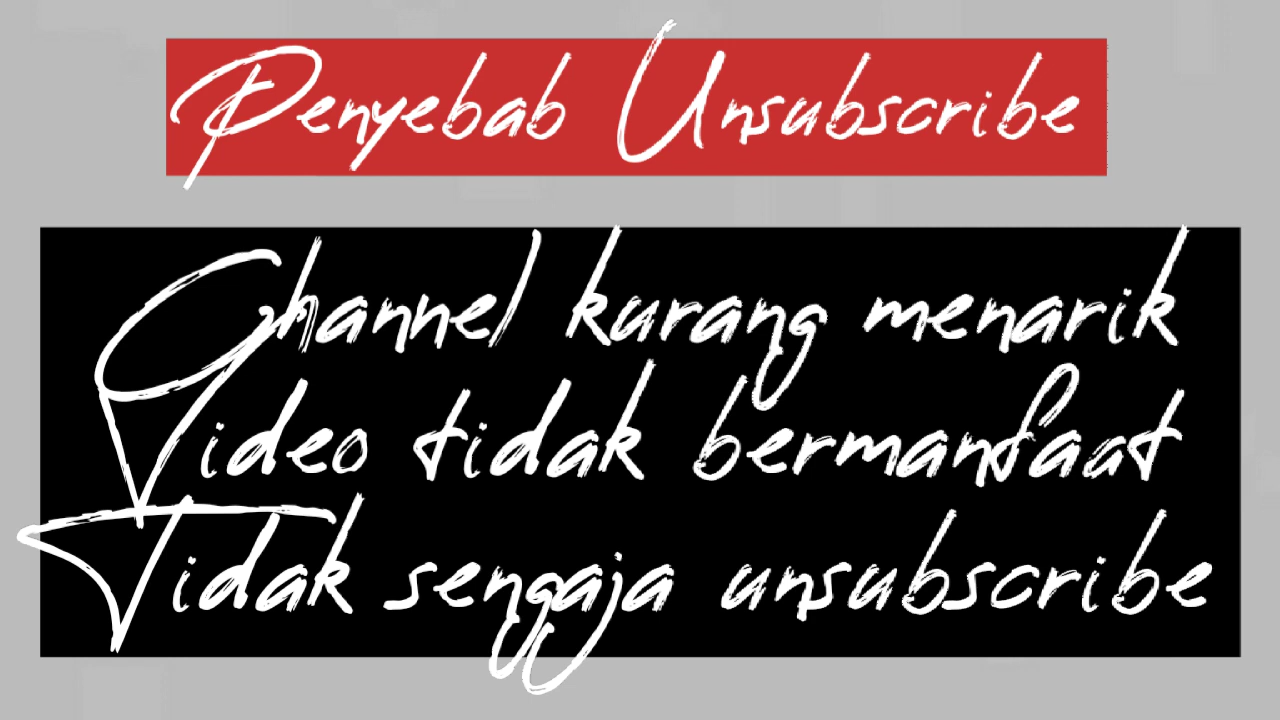 Penyebab Unsubscribe
Channel kurang menarik
Video tidak bermanfaat
Tidak sengaja unsubscribe